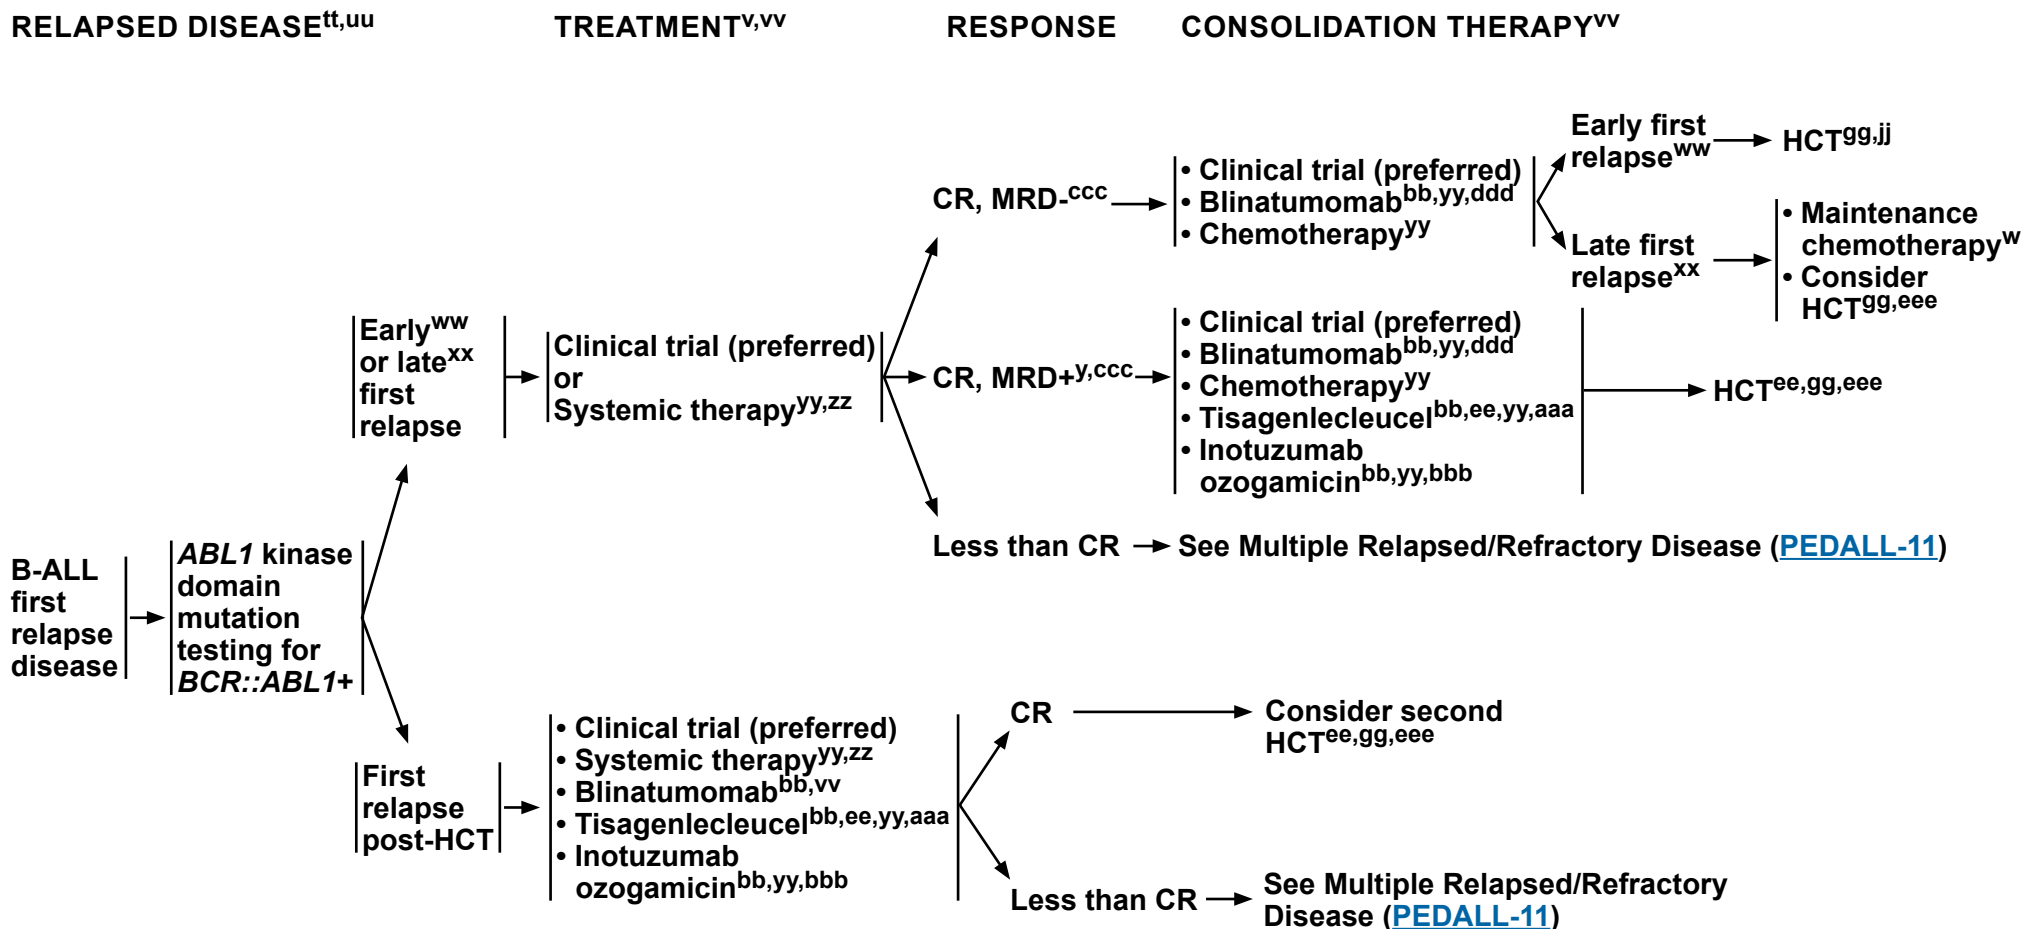 RELAPSED DISEASEtt,uu
TREATMENTv,vv
RESPONSE
CONSOLIDATION THERAPYvv
B-ALL
first
relapse
disease
ABL1 kinase
domain
mutation
testing for
BCR::ABL1+
Earlyww
or latexx
first
relapse
Clinical trial (preferred)
or
Systemic therapyyy,zz
CR, MRD-ccc
• Clinical trial (preferred)
• Blinatumomabbb,yy,ddd
• Chemotherapyyy
Early first
relapseww
HCTgg,jj
Late first
relapsexx
• Maintenance
chemotherapyw
• Consider
HCTgg,eee
CR, MRD+y,ccc
• Clinical trial (preferred)
• Blinatumomabbb,yy,ddd
• Chemotherapyyy
• Tisagenlecleucelbb,ee,yy,aaa
• Inotuzumab
ozogamicinbb,yy,bbb
HCTee,gg,eee
Less than CR
See Multiple Relapsed/Refractory Disease (PEDALL-11)
First
relapse
post-HCT
• Clinical trial (preferred)
• Systemic therapyyy,zz
• Blinatumomabbb,vv
• Tisagenlecleucelbb,ee,yy,aaa
• Inotuzumab
ozogamicinbb,yy,bbb
CR
Consider second
HCTee,gg,eee
Less than CR
See Multiple Relapsed/Refractory
Disease (PEDALL-11)